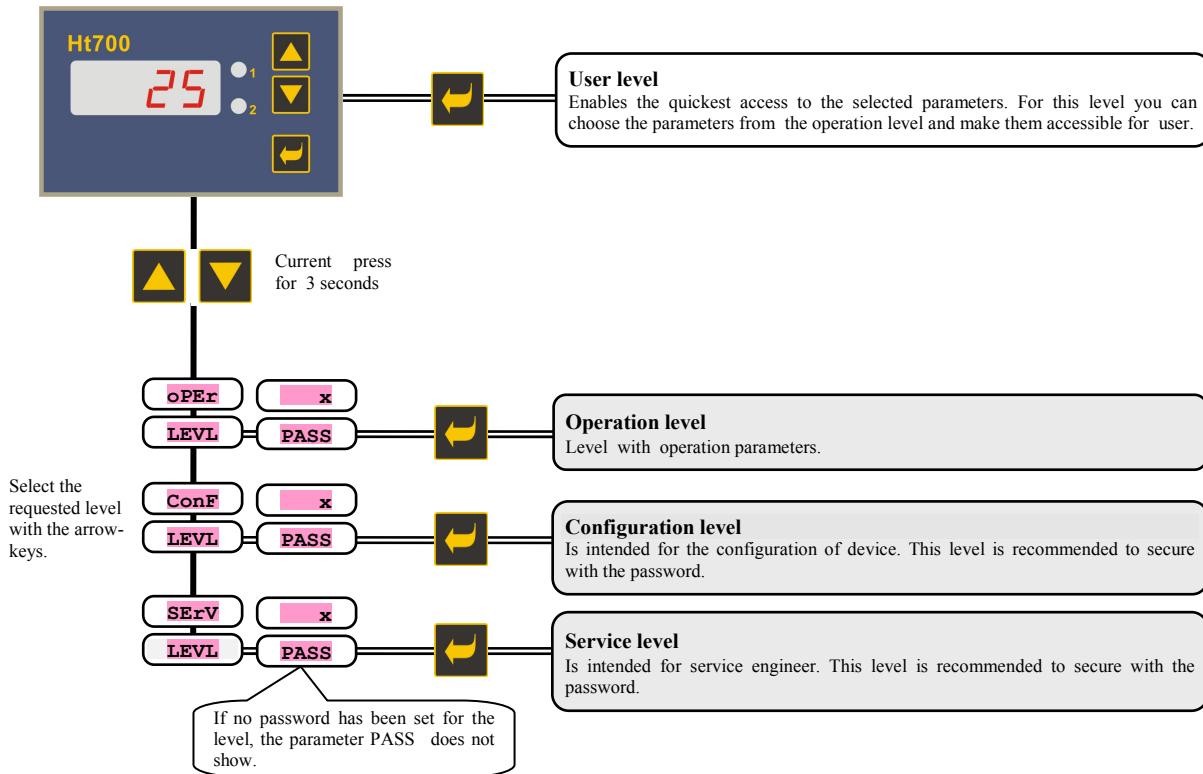 Ht700
25
1
2
User level
Enables the quickest access to the selected parameters. For this level you can
choose the parameters from the operation level and make them accessible for user.
Current press
for 3 seconds
Select the
requested level
with the arrow-
keys.
oPEr x
LEVL PASS
Operation level
Level with operation parameters.
ConF x
LEVL PASS
Configuration level
Is intended for the configuration of device. This level is recommended to secure
with the password.
SErV x
LEVL PASS
Service level
Is intended for service engineer. This level is recommended to secure with the
password.
If no password has been set for the
level, the parameter PASS does not
show.